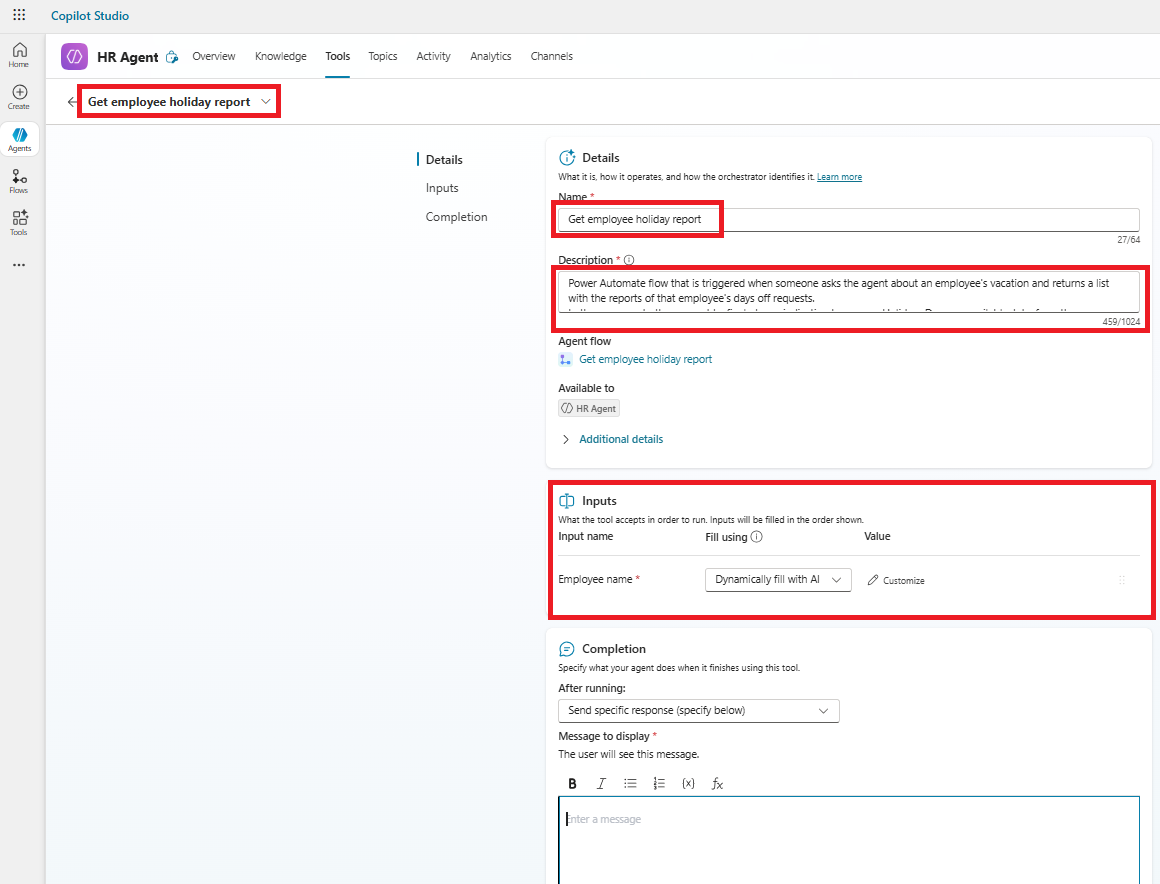 Copilot Studio
Home
Create
Agents
Flows
Tools
HR Agent
Overview Knowledge Tools Topics Activity Analytics Channels
Get employee holiday report
Details
Inputs
Completion
Details
What it is, how it operates, and how the orchestrator identifies it. Learn more
Name *
Get employee holiday report
27/64
Description *
Power Automate flow that is triggered when someone asks the agent about an employee's vacation and returns a list
with the reports of that employee's days off requests.
459/1024
Agent flow
Get employee holiday report
Available to
HR Agent
Additional details
Inputs
What the tool accepts in order to run. Inputs will be filled in the order shown.
Input name Fill using Value
Employee name * Dynamically fill with AI Customize
Completion
Specify what your agent does when it finishes using this tool.
After running:
Send specific response (specify below)
Message to display *
The user will see this message.
B I {x} fx
Enter a message